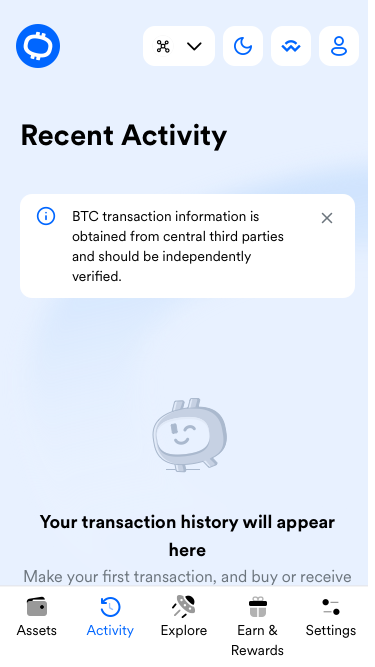 Recent Activity
BTC transaction information is
obtained from central third parties
and should be independently
verified.
Your transaction history will appear
here
Make your first transaction, and buy or receive
Assets
Activity
Explore
Earn &
Rewards
Settings